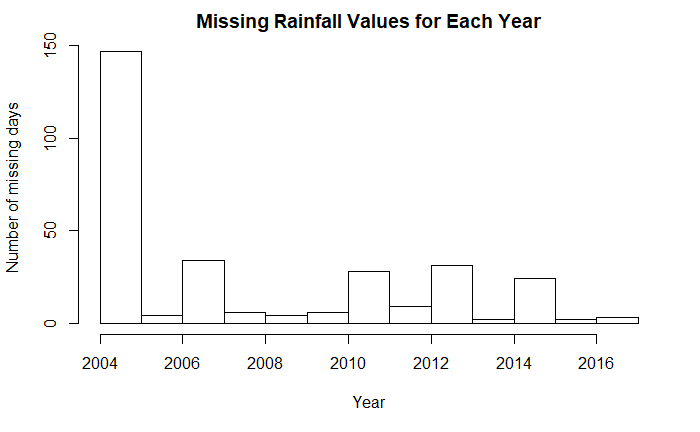 Missing Rainfall Values for Each Year
Number of missing days
150
100
50
0
2004 2006 2008 2010 2012 2014 2016
Year